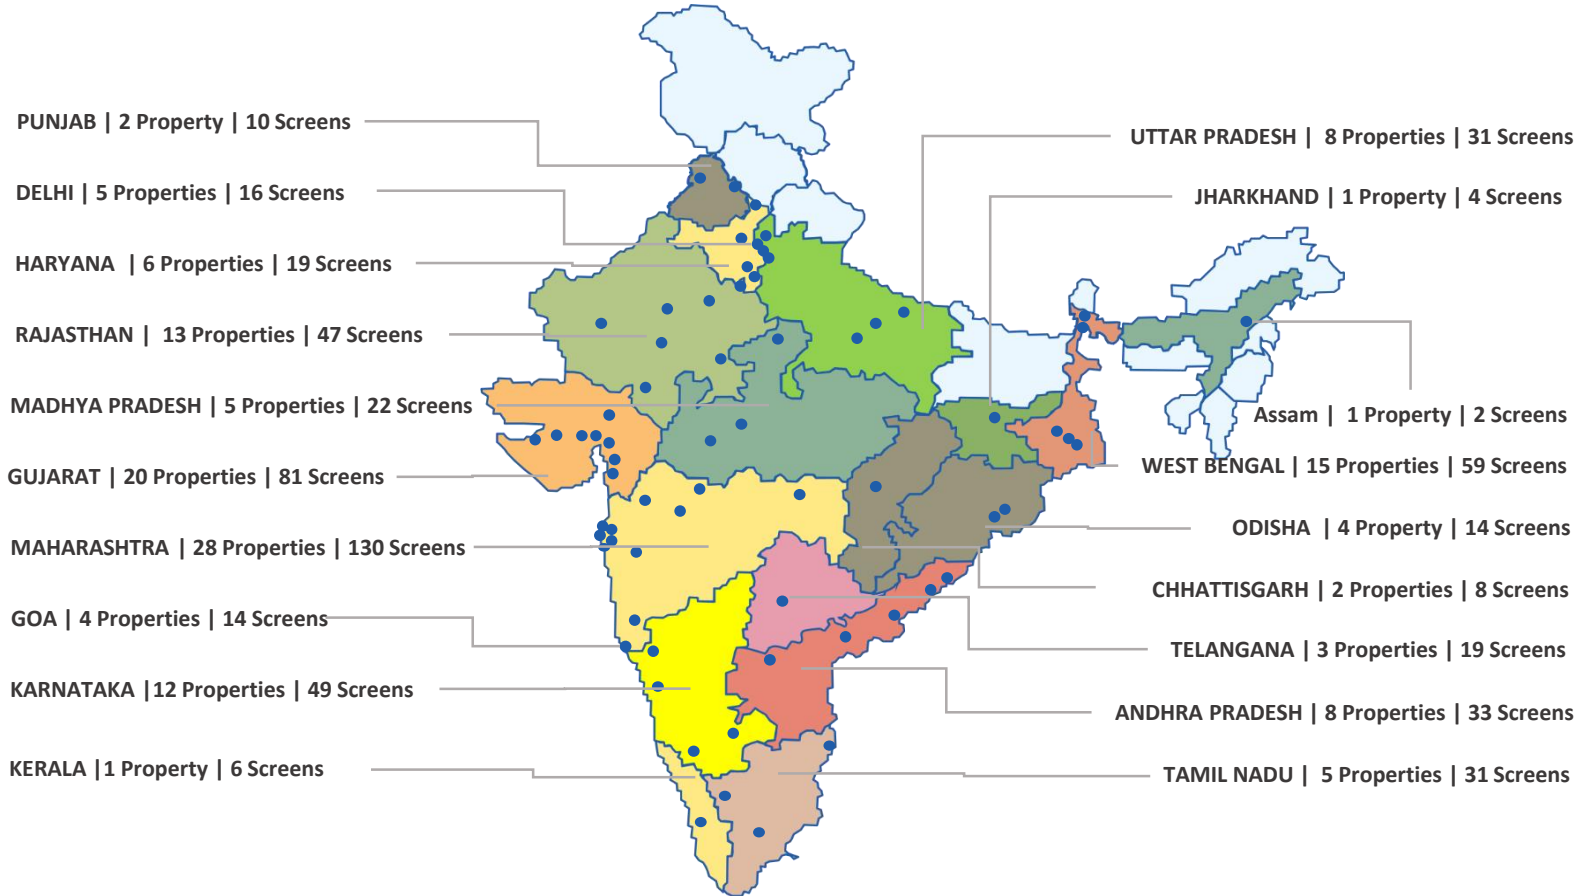 PUNJAB | 2 Property | 10 Screens
DELHI | 5 Properties | 16 Screens
HARYANA | 6 Properties | 19 Screens
RAJASTHAN | 13 Properties | 47 Screens
MADHYA PRADESH | 5 Properties | 22 Screens
GUJARAT | 20 Properties | 81 Screens
MAHARASHTRA | 28 Properties | 130 Screens
GOA | 4 Properties | 14 Screens
KARNATAKA |12 Properties | 49 Screens
KERALA |1 Property | 6 Screens
UTTAR PRADESH | 8 Properties | 31 Screens
JHARKHAND | 1 Property | 4 Screens
Assam | 1 Property | 2 Screens
WEST BENGAL | 15 Properties | 59 Screens
ODISHA | 4 Property | 14 Screens
CHHATTISGARH | 2 Properties | 8 Screens
TELANGANA | 3 Properties | 19 Screens
ANDHRA PRADESH | 8 Properties | 33 Screens
TAMIL NADU | 5 Properties | 31 Screens